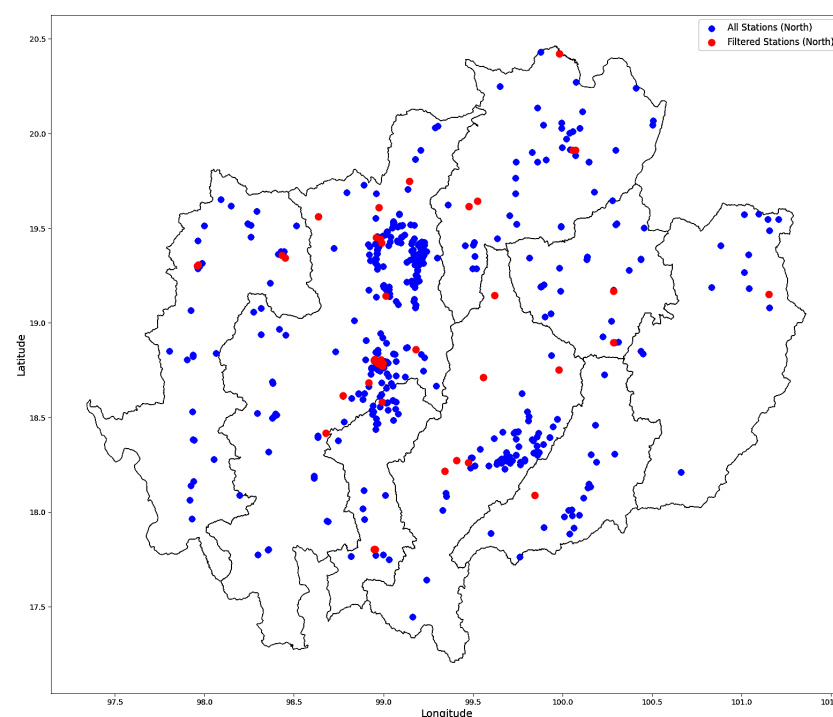 All Stations (North)
Filtered Stations (North)
20.5
20.0
19.5
19.0
18.5
18.0
17.5
Latitude
97.5 98.0 98.5 99.0 99.5 100.0 100.5 101.0
Longitude